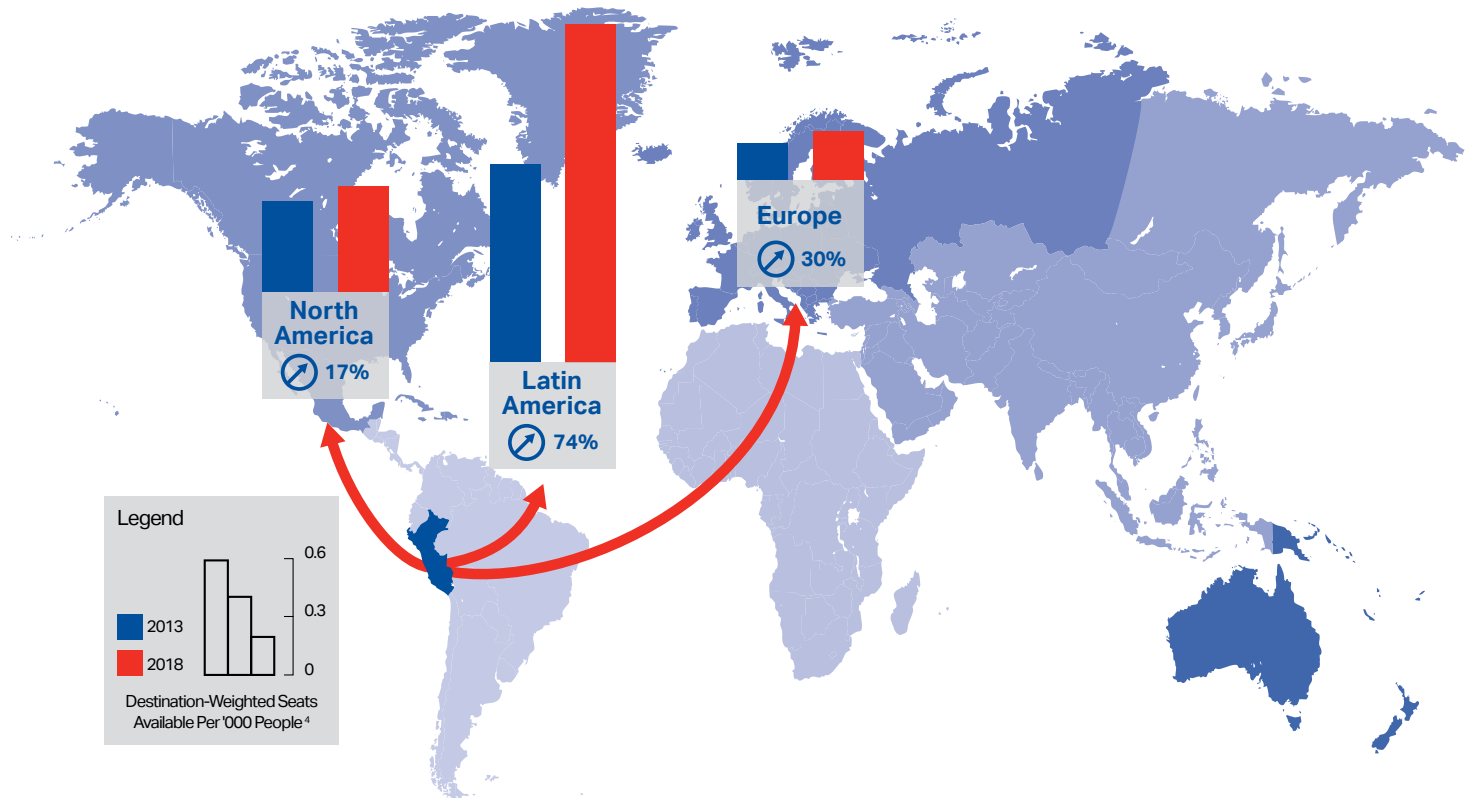 Europe
30%
North
America
17%
Latin
America
74%
Legend
0.6
0.3
0
2013
2018
Destination-Weighted Seats
Available Per '000 People 4